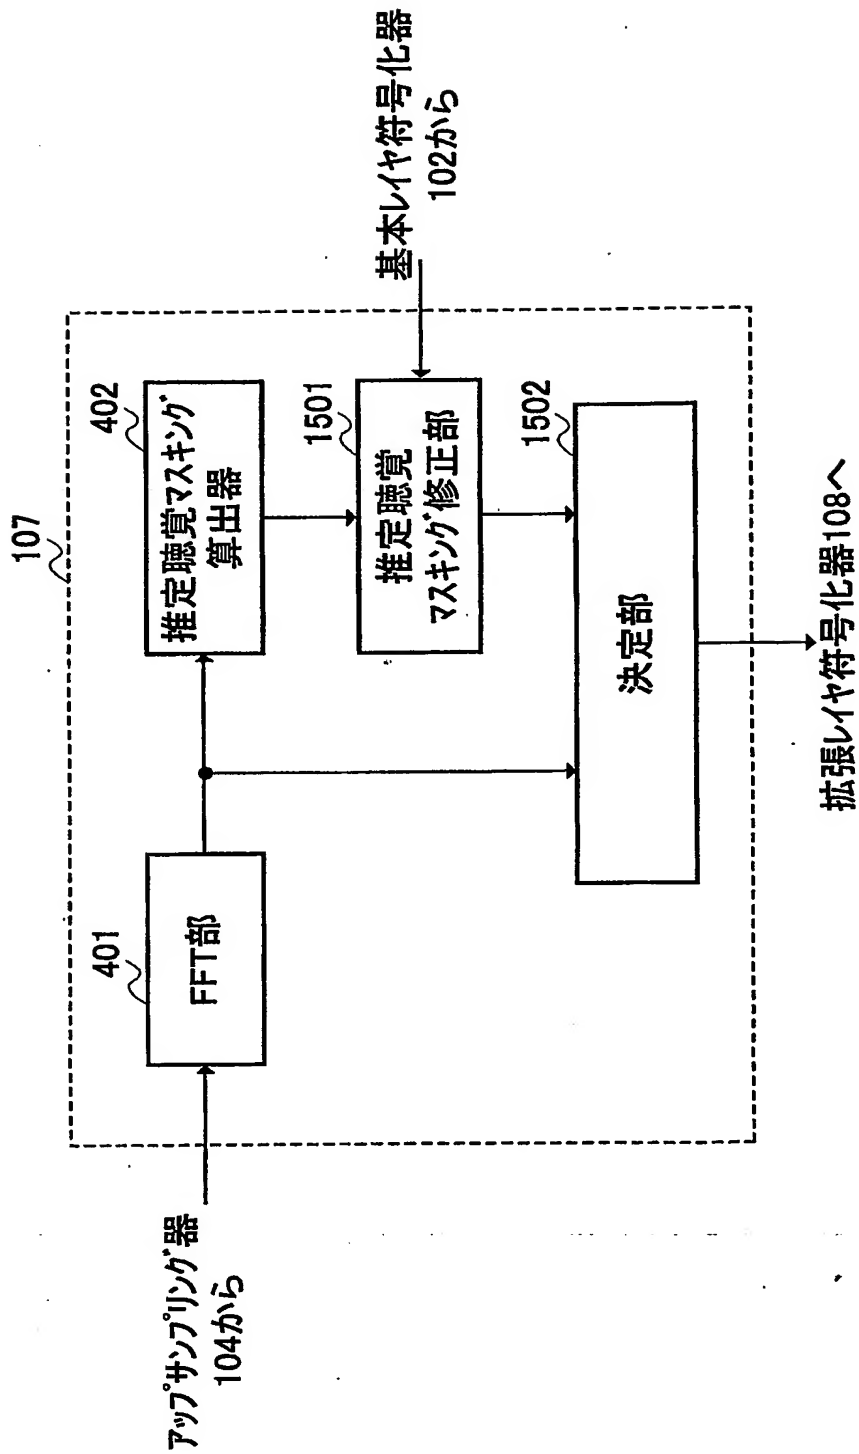 107
アップサンプリング器
104から
401
FFT部
402
推定聴覚マスキング
算出器
1501
推定聴覚
マスキング修正部
基本レイヤ符号化器
102から
1502
決定部
拡張レイヤ符号化器108へ